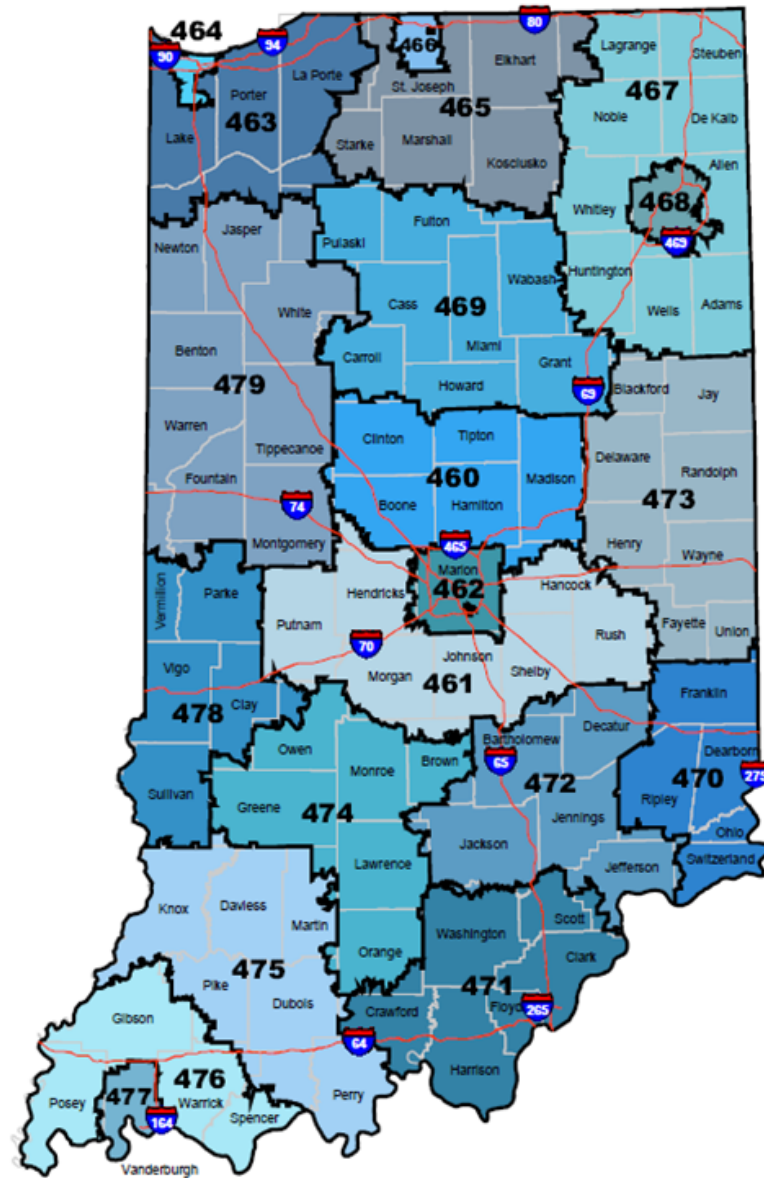 464
80
94
90
466
Lagrange
Steuben
La Porte
Elkhart
St. Joseph
467
Porter
465
463
Noble
De Kalb
Lake
Starke
Marshall
Kosciusko
Allen
468
Whitley
469
Fulton
Jasper
Pulaski
Newton
Huntington
Wabash
Cass
469
White
Wells
Adams
Miami
Benton
Carroll
Grant
479
Howard
69
Blackford
Jay
Warren
Clinton
Tipton
Tippecanoe
Delaware
Fountain
460
Madison
Randolph
473
74
Boone
Hamilton
Montgomery
465
Henry
Wayne
Marion
Vermillion
Parke
Hendricks
462
Hancock
Putnam
Fayette
Union
Rush
70
Johnson
Vigo
Morgan
461
Shelby
Franklin
478
Clay
Decatur
Owen
Bartholomew
Dearborn
Monroe
Brown
65
472
470
275
Sullivan
Greene
474
Ripley
Jennings
Ohio
Jackson
Switzerland
Lawrence
Jefferson
Knox
Daviess
Martin
Scott
Washington
Orange
Clark
475
Pike
471
Dubois
Crawford
Floyd
265
Gibson
64
Harrison
476
477
Posey
Warrick
Perry
164
Spencer
Vanderburgh